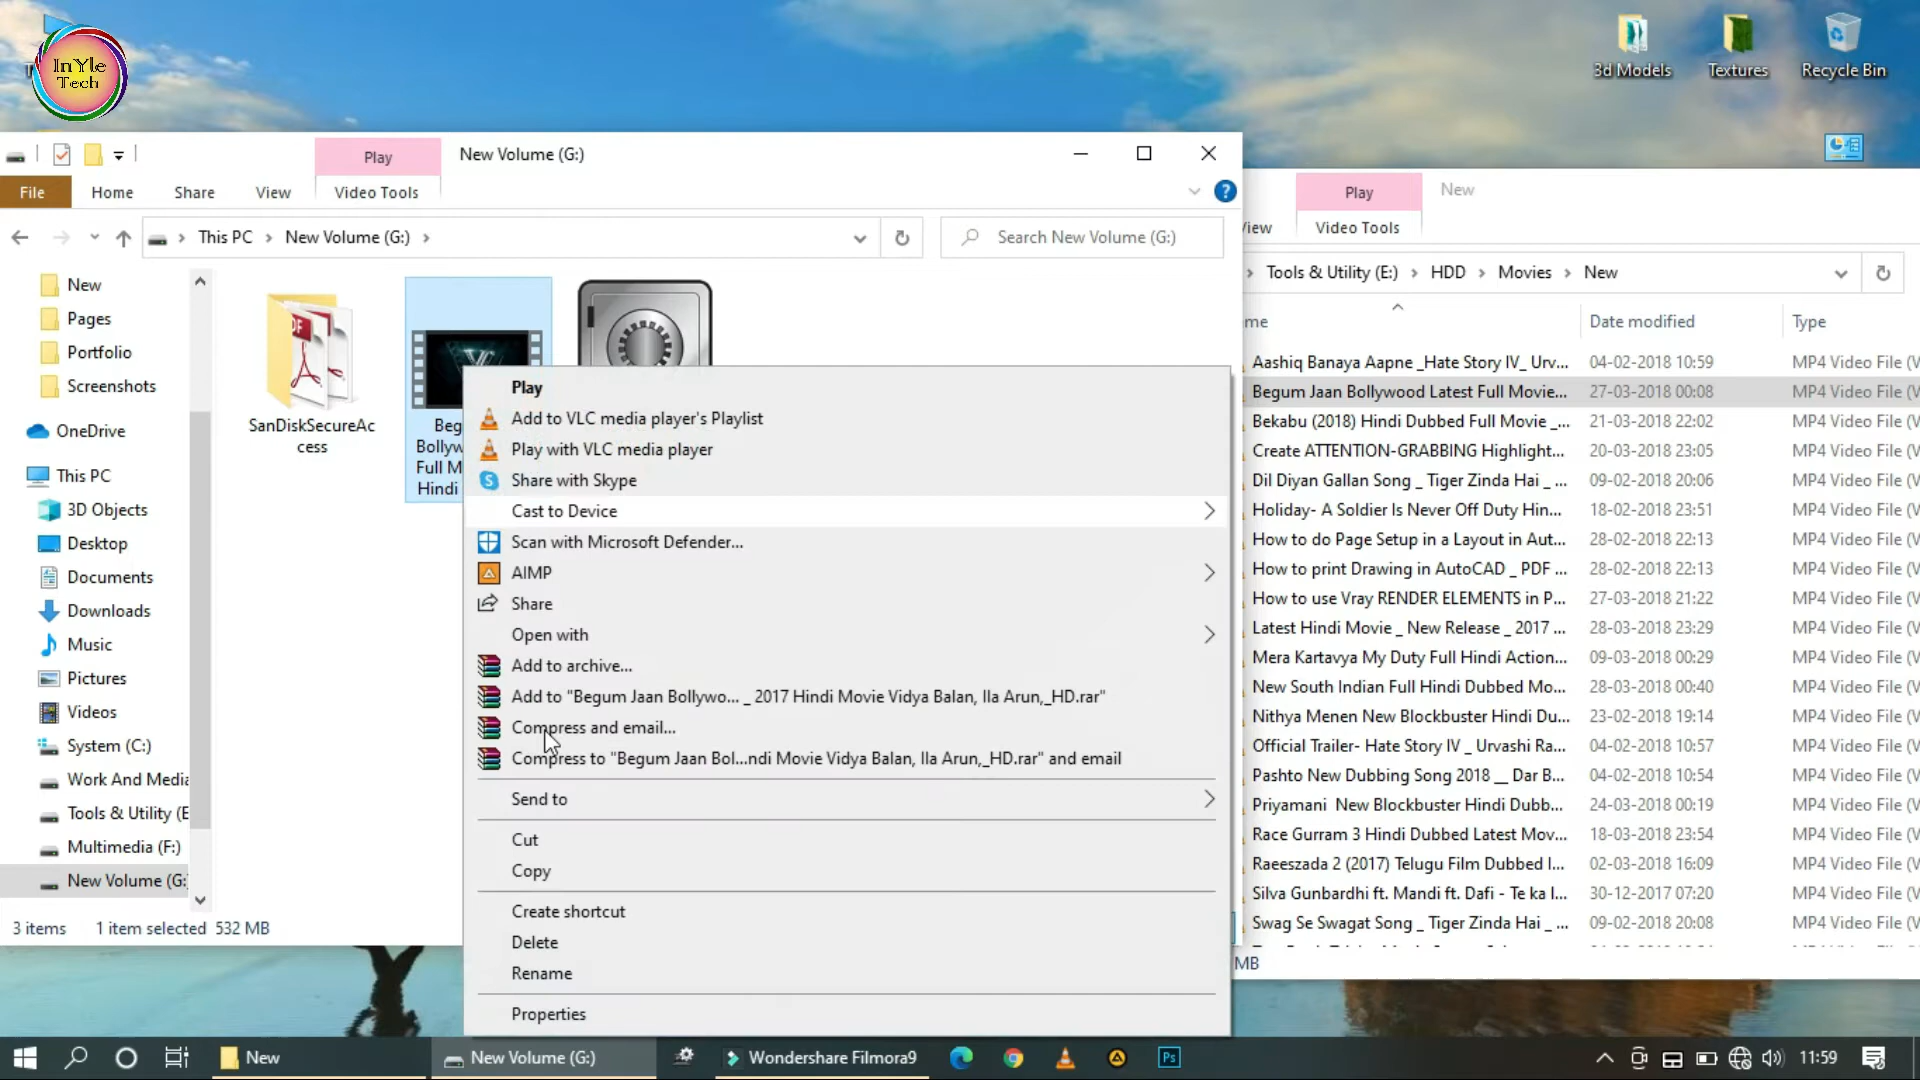 InYle
Tech
3d Models
Textures
Recycle Bin
Play
New Volume (G:)
File
Home
Share
View
Video Tools
This PC
New Volume (G:)
Search New Volume (G:)
New
Pages
Portfolio
Screenshots
OneDrive
This PC
3D Objects
Desktop
Documents
Downloads
Music
Pictures
Videos
System (C:)
Work And Media
Tools & Utility (E
Multimedia (F:)
New Volume (G:
SanDiskSecureAc
cess
Beg
Bollyw
Full M
Hindi
3 items
1 item selected 532 MB
Play
Add to VLC media player's Playlist
Play with VLC media player
Share with Skype
Cast to Device
Scan with Microsoft Defender...
AIMP
Share
Open with
Add to archive...
Add to "Begum Jaan Bollywo... _ 2017 Hindi Movie Vidya Balan, Ila Arun,_HD.rar"
Compress and email...
Compress to "Begum Jaan Bol...ndi Movie Vidya Balan, Ila Arun,_HD.rar" and email
Send to
Cut
Copy
Create shortcut
Delete
Rename
Properties
Play
New
iew
Video Tools
Tools & Utility (E:)
HDD
Movies
New
me
Date modified
Type
Aashiq Banaya Aapne _Hate Story IV_ Urv... 04-02-2018 10:59 MP4 Video File (V
Begum Jaan Bollywood Latest Full Movie... 27-03-2018 00:08 MP4 Video File (V
Bekabu (2018) Hindi Dubbed Full Movie _... 21-03-2018 22:02 MP4 Video File (V
Create ATTENTION-GRABBING Highlight... 20-03-2018 23:05 MP4 Video File (V
Dil Diyan Gallan Song _ Tiger Zinda Hai _ ... 09-02-2018 20:06 MP4 Video File (V
Holiday- A Soldier Is Never Off Duty Hin... 18-02-2018 23:51 MP4 Video File (V
How to do Page Setup in a Layout in Aut... 28-02-2018 22:13 MP4 Video File (V
How to print Drawing in AutoCAD _ PDF ... 28-02-2018 22:13 MP4 Video File (V
How to use Vray RENDER ELEMENTS in P... 27-03-2018 21:22 MP4 Video File (V
Latest Hindi Movie _ New Release _ 2017 ... 28-03-2018 23:29 MP4 Video File (V
Mera Kartavya My Duty Full Hindi Action... 09-03-2018 00:29 MP4 Video File (V
New South Indian Full Hindi Dubbed Mo... 28-03-2018 00:40 MP4 Video File (V
Nithya Menen New Blockbuster Hindi Du... 23-02-2018 19:14 MP4 Video File (V
Official Trailer- Hate Story IV _ Urvashi Ra... 04-02-2018 10:57 MP4 Video File (V
Pashto New Dubbing Song 2018 __ Dar B... 04-02-2018 10:54 MP4 Video File (V
Priyamani New Blockbuster Hindi Dubb... 24-03-2018 00:19 MP4 Video File (V
Race Gurram 3 Hindi Dubbed Latest Mov... 18-03-2018 23:54 MP4 Video File (V
Raeeszada 2 (2017) Telugu Film Dubbed I... 02-03-2018 16:09 MP4 Video File (V
Silva Gunbardhi ft. Mandi ft. Dafi - Te ka I... 30-12-2017 07:20 MP4 Video File (V
Swag Se Swagat Song _ Tiger Zinda Hai _ ... 09-02-2018 20:08 MP4 Video File (V
MB
New
New Volume (G:)
Wondershare Filmora9
Ps
11:59